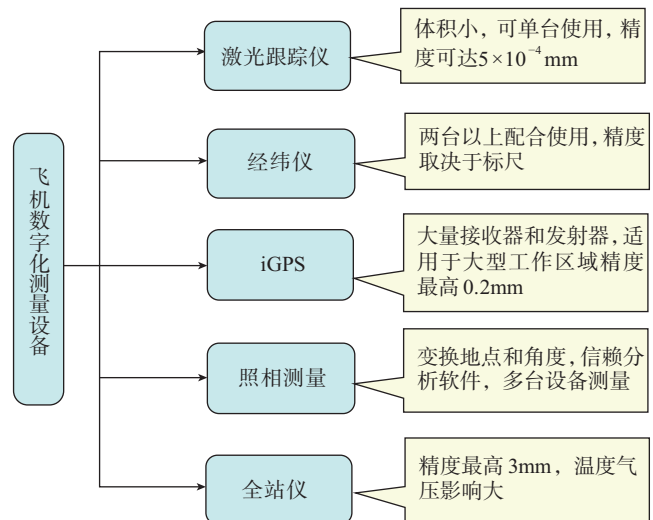 飞机数字化测量设备
激光跟踪仪
体积小，可单台使用，精
度可达5×10⁻⁴mm
经纬仪
两台以上配合使用，精度
取决于标尺
iGPS
大量接收器和发射器，适
用于大型工作区域精度
最高0.2mm
照相测量
变换地点和角度，信赖分
析软件，多台设备测量
全站仪
精度最高3mm，温度气
压影响大